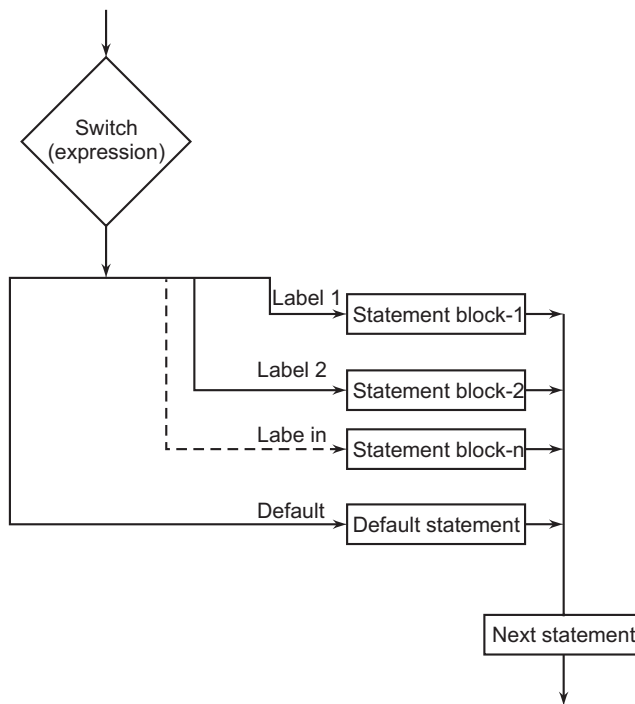 Switch
(expression)
Label 1
Statement block-1
Label 2
Statement block-2
Labe in
Statement block-n
Default
Default statement
Next statement